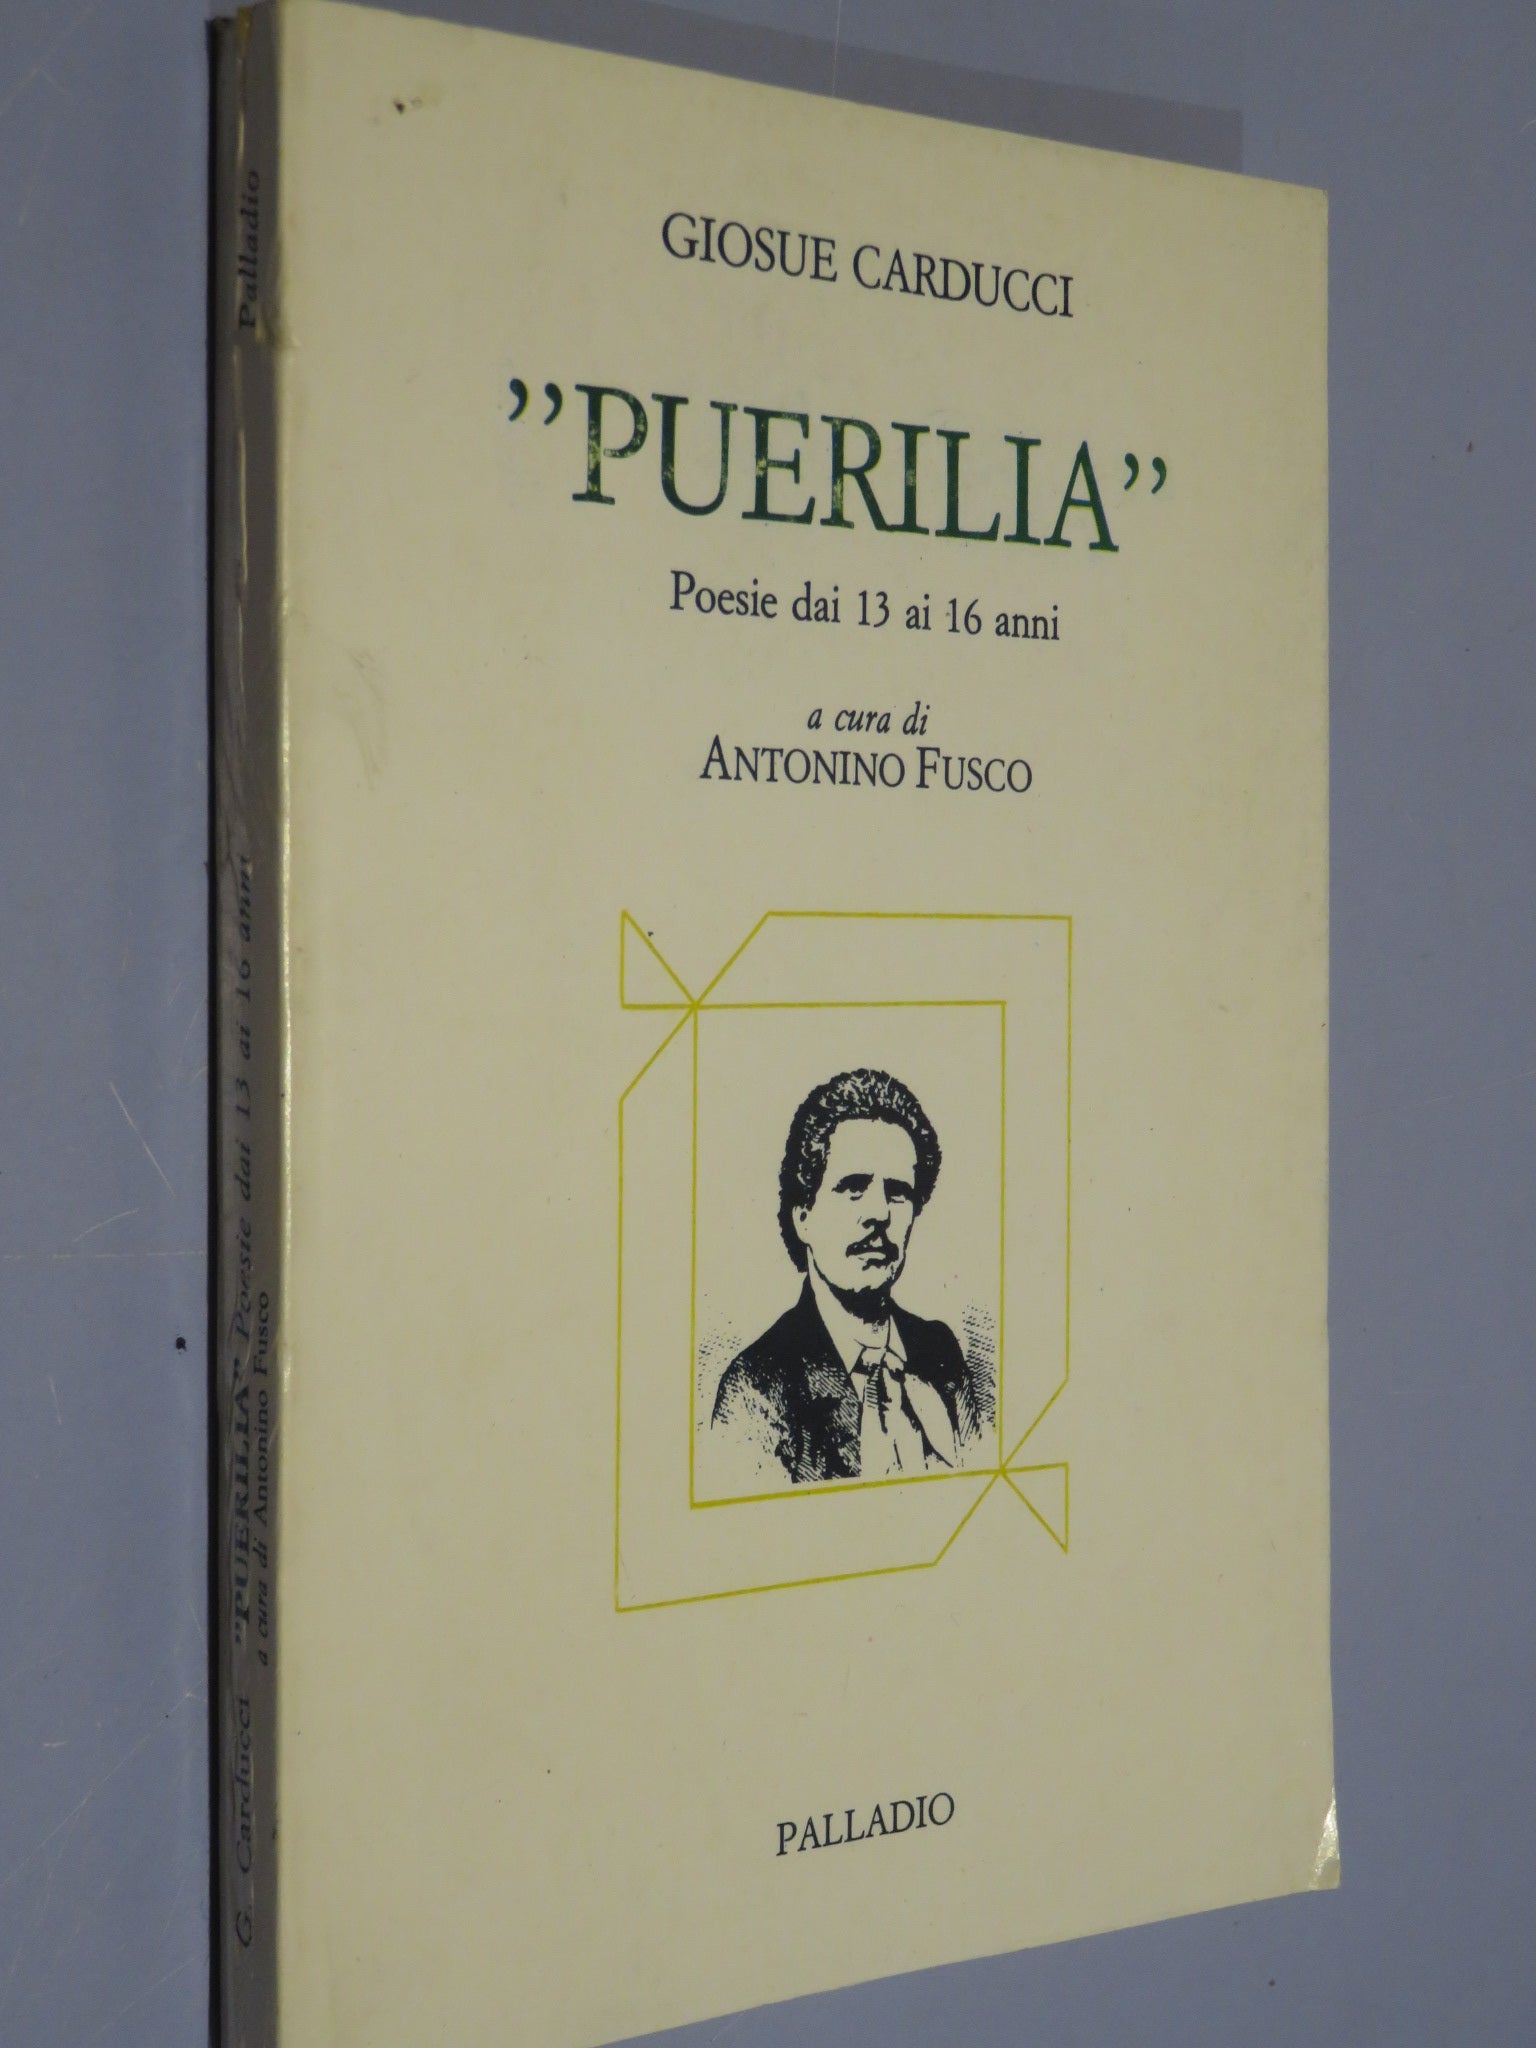 GIOSUE CARDUCCI
”PUERILIA”
Poesie dai 13 ai 16 anni
a cura di
ANTONINO FUSCO
PALLADIO
G. Carducci ”PUERILIA” Poesie dai 13 ai 16 anni Palladio
a cura di Antonino Fusco